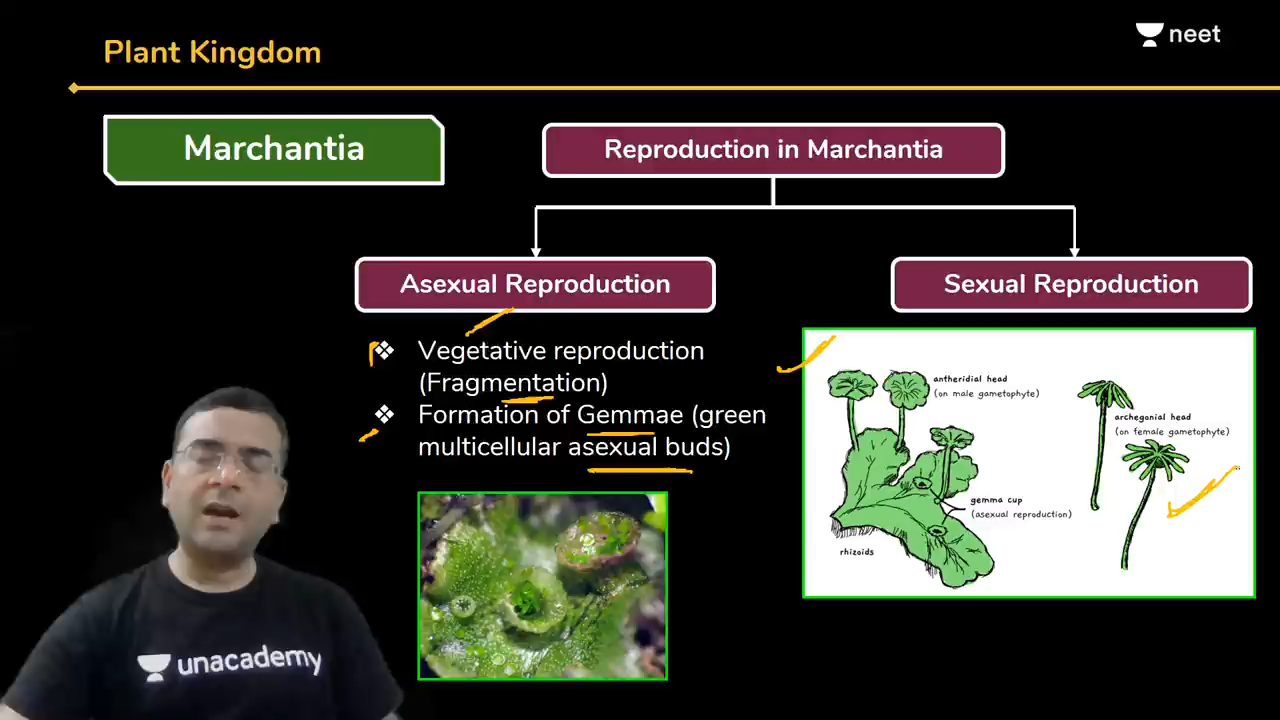 Plant Kingdom
neet
Marchantia
Reproduction in Marchantia
Asexual Reproduction
Sexual Reproduction
❖ Vegetative reproduction
(Fragmentation)
❖ Formation of Gemmae (green
multicellular asexual buds)
antheridial head
(on male gametophyte)
archegonial head
(on female gametophyte)
gemma cup
(asexual reproduction)
rhizoids
unacademy